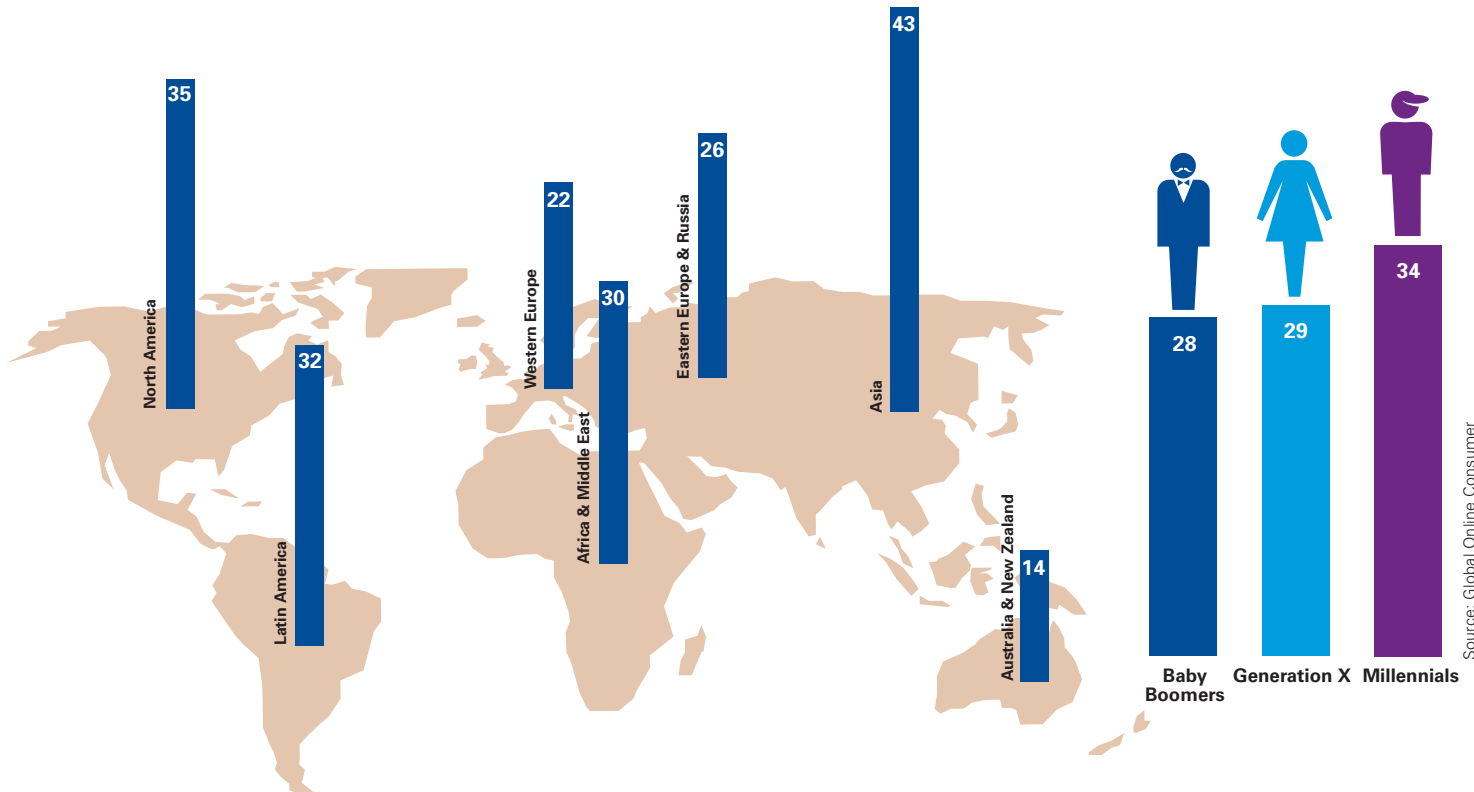 43
35
26
22
30
32
14
North America
Latin America
Western Europe
Africa & Middle East
Eastern Europe & Russia
Asia
Australia & New Zealand
28
29
34
Baby
Boomers
Generation X
Millennials
Source: Global Online Consumer